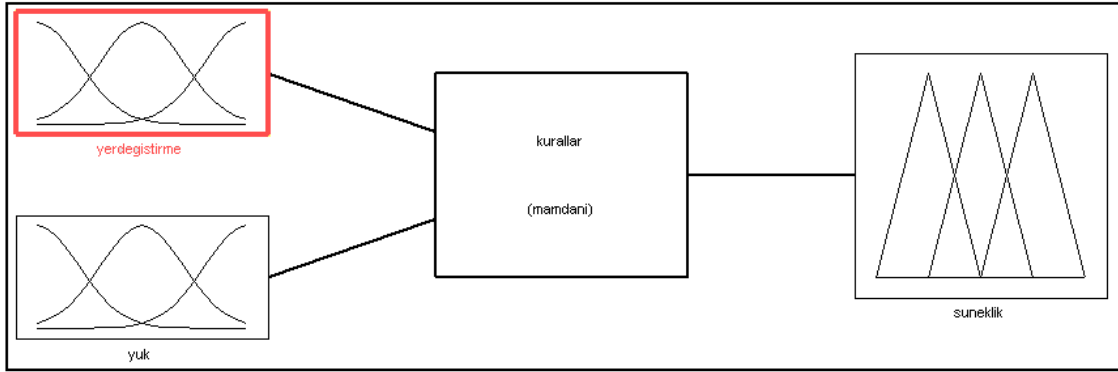 yerdegistirme
kurallar
(mamdani)
yuk
suneklik